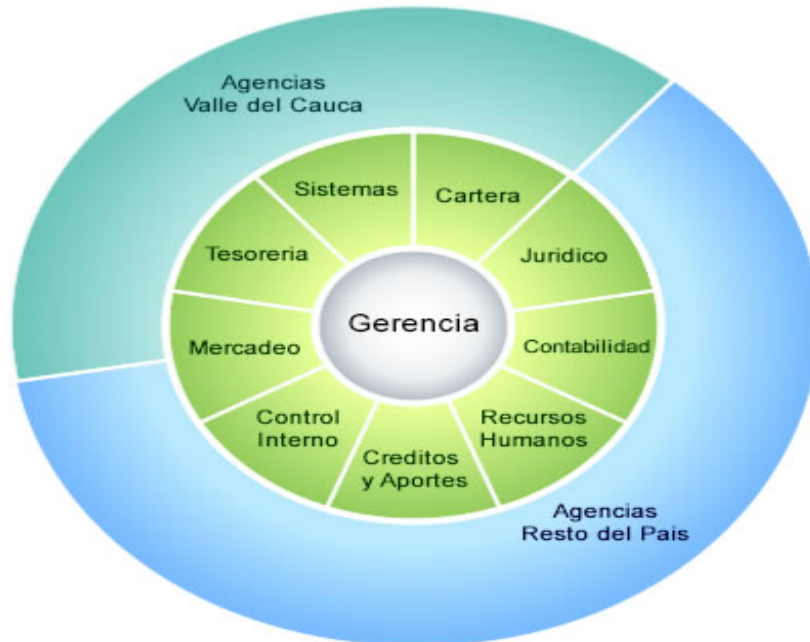 Agencias
Valle del Cauca
Sistemas
Cartera
Tesoreria
Juridico
Gerencia
Mercadeo
Contabilidad
Control
Interno
Recursos
Humanos
Creditos
y Aportes
Agencias
Resto del Pais